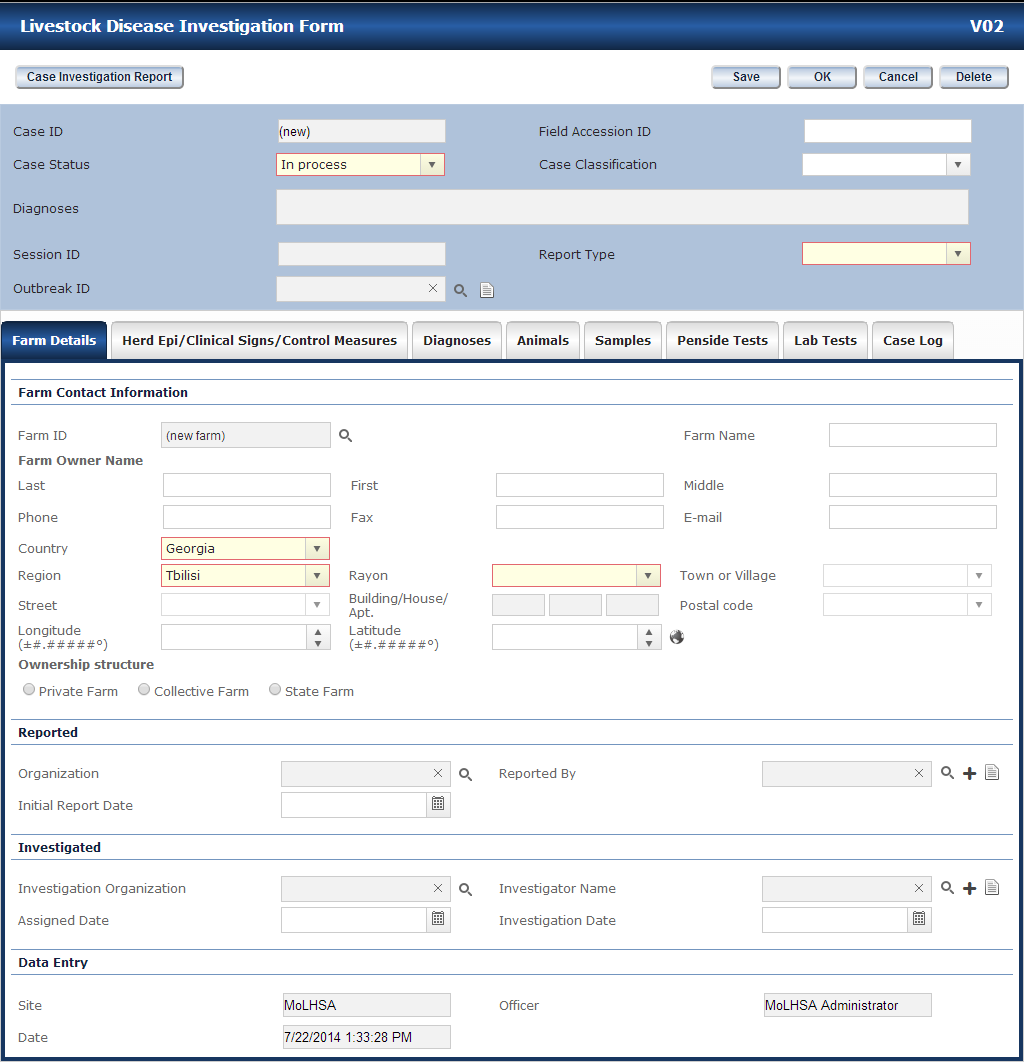 Livestock Disease Investigation Form V02
Case Investigation Report Save OK Cancel Delete
Case ID (new) Field Accession ID
Case Status In process Case Classification
Diagnoses
Session ID Report Type
Outbreak ID
Farm Details Herd Epi/Clinical Signs/Control Measures Diagnoses Animals Samples Penside Tests Lab Tests Case Log
Farm Contact Information
Farm ID (new farm) Farm Name
Farm Owner Name
Last First Middle
Phone Fax E-mail
Country Georgia
Region Tbilisi Rayon Town or Village
Street Building/House/
Apt. Postal code
Longitude
(±#.#####°) Latitude
(±#.#####°)
Ownership structure
Private Farm Collective Farm State Farm
Reported
Organization Reported By
Initial Report Date
Investigated
Investigation Organization Investigator Name
Assigned Date Investigation Date
Data Entry
Site MoLHSA Officer MoLHSA Administrator
Date 7/22/2014 1:33:28 PM